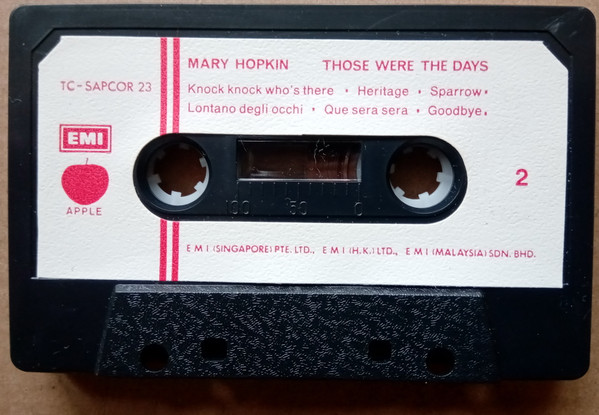 MARY HOPKIN THOSE WERE THE DAYS
TC-SAPCOR 23
Knock knock who's there • Heritage • Sparrow •
Lontano degli occhi • Que sera sera • Goodbye.
EMI
APPLE
2
100 50 0
E M I (SINGAPORE) PTE. LTD., E M I (H.K.) LTD., E M I (MALAYSIA) SDN. BHD.